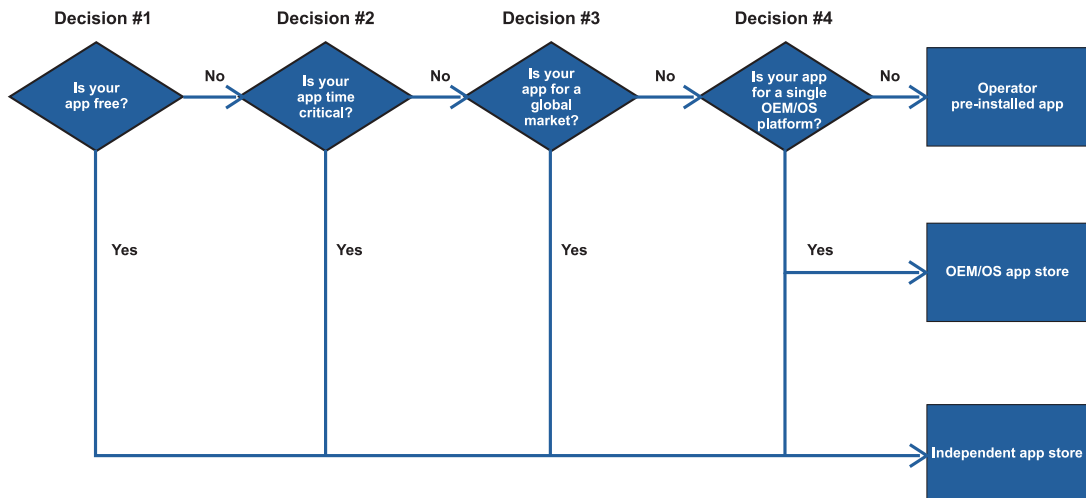 Decision #1
Decision #2
Decision #3
Decision #4
Is your
app free?
No
Is your
app time
critical?
No
Is your
app for a
global
market?
No
Is your app
for a single
OEM/OS
platform?
No
Operator
pre-installed app
Yes
Yes
Yes
Yes
OEM/OS app store
Independent app store